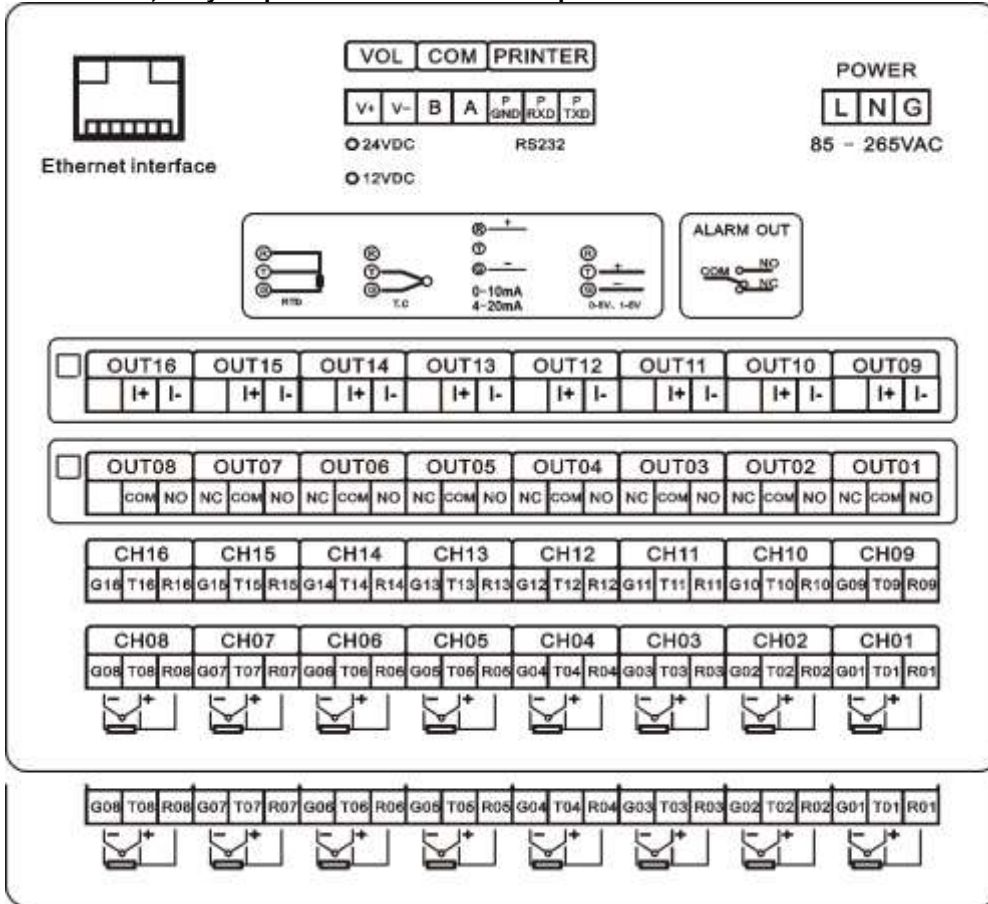 VOL COM PRINTER
POWER
V+ V- B A P GND P RXD P TXD
L N G
24VDC RS232
85 - 265VAC
Ethernet interface
12VDC
ALARM OUT
R R R + R
T T T T +
G G G - G -
COM NO
NC
RTD T.C 0-10mA 0-5V、1-5V
4-20mA
OUT16 OUT15 OUT14 OUT13 OUT12 OUT11 OUT10 OUT09
I+ I- I+ I- I+ I- I+ I- I+ I- I+ I- I+ I- I+ I-
OUT08 OUT07 OUT06 OUT05 OUT04 OUT03 OUT02 OUT01
COM NO NC COM NO NC COM NO NC COM NO NC COM NO NC COM NO NC COM NO NC COM NO
CH16 CH15 CH14 CH13 CH12 CH11 CH10 CH09
G16 T16 R16 G15 T15 R15 G14 T14 R14 G13 T13 R13 G12 T12 R12 G11 T11 R11 G10 T10 R10 G09 T09 R09
CH08 CH07 CH06 CH05 CH04 CH03 CH02 CH01
G08 T08 R08 G07 T07 R07 G06 T06 R06 G05 T05 R05 G04 T04 R04 G03 T03 R03 G02 T02 R02 G01 T01 R01
- + - + - + - + - + - + - + - +
G08 T08 R08 G07 T07 R07 G06 T06 R06 G05 T05 R05 G04 T04 R04 G03 T03 R03 G02 T02 R02 G01 T01 R01
- + - + - + - + - + - + - + - +